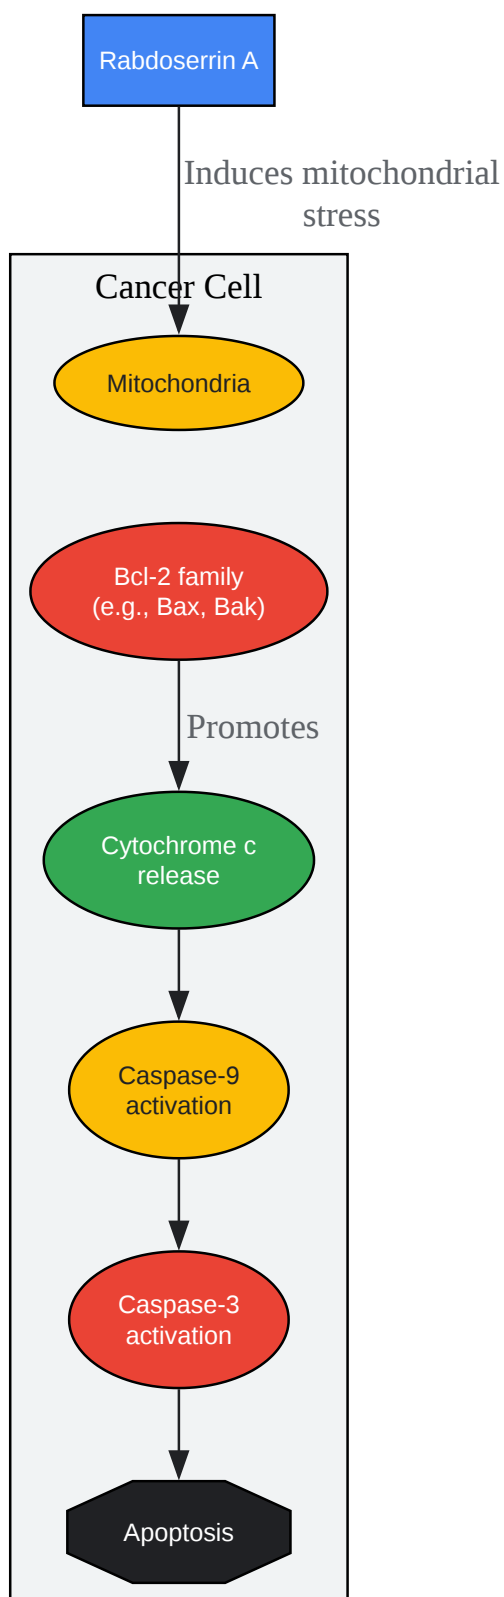 Rabdoserrin A
Induces mitochondrial
stress
Cancer Cell
Mitochondria
Bcl-2 family
(e.g., Bax, Bak)
Promotes
Cytochrome c
release
Caspase-9
activation
Caspase-3
activation
Apoptosis